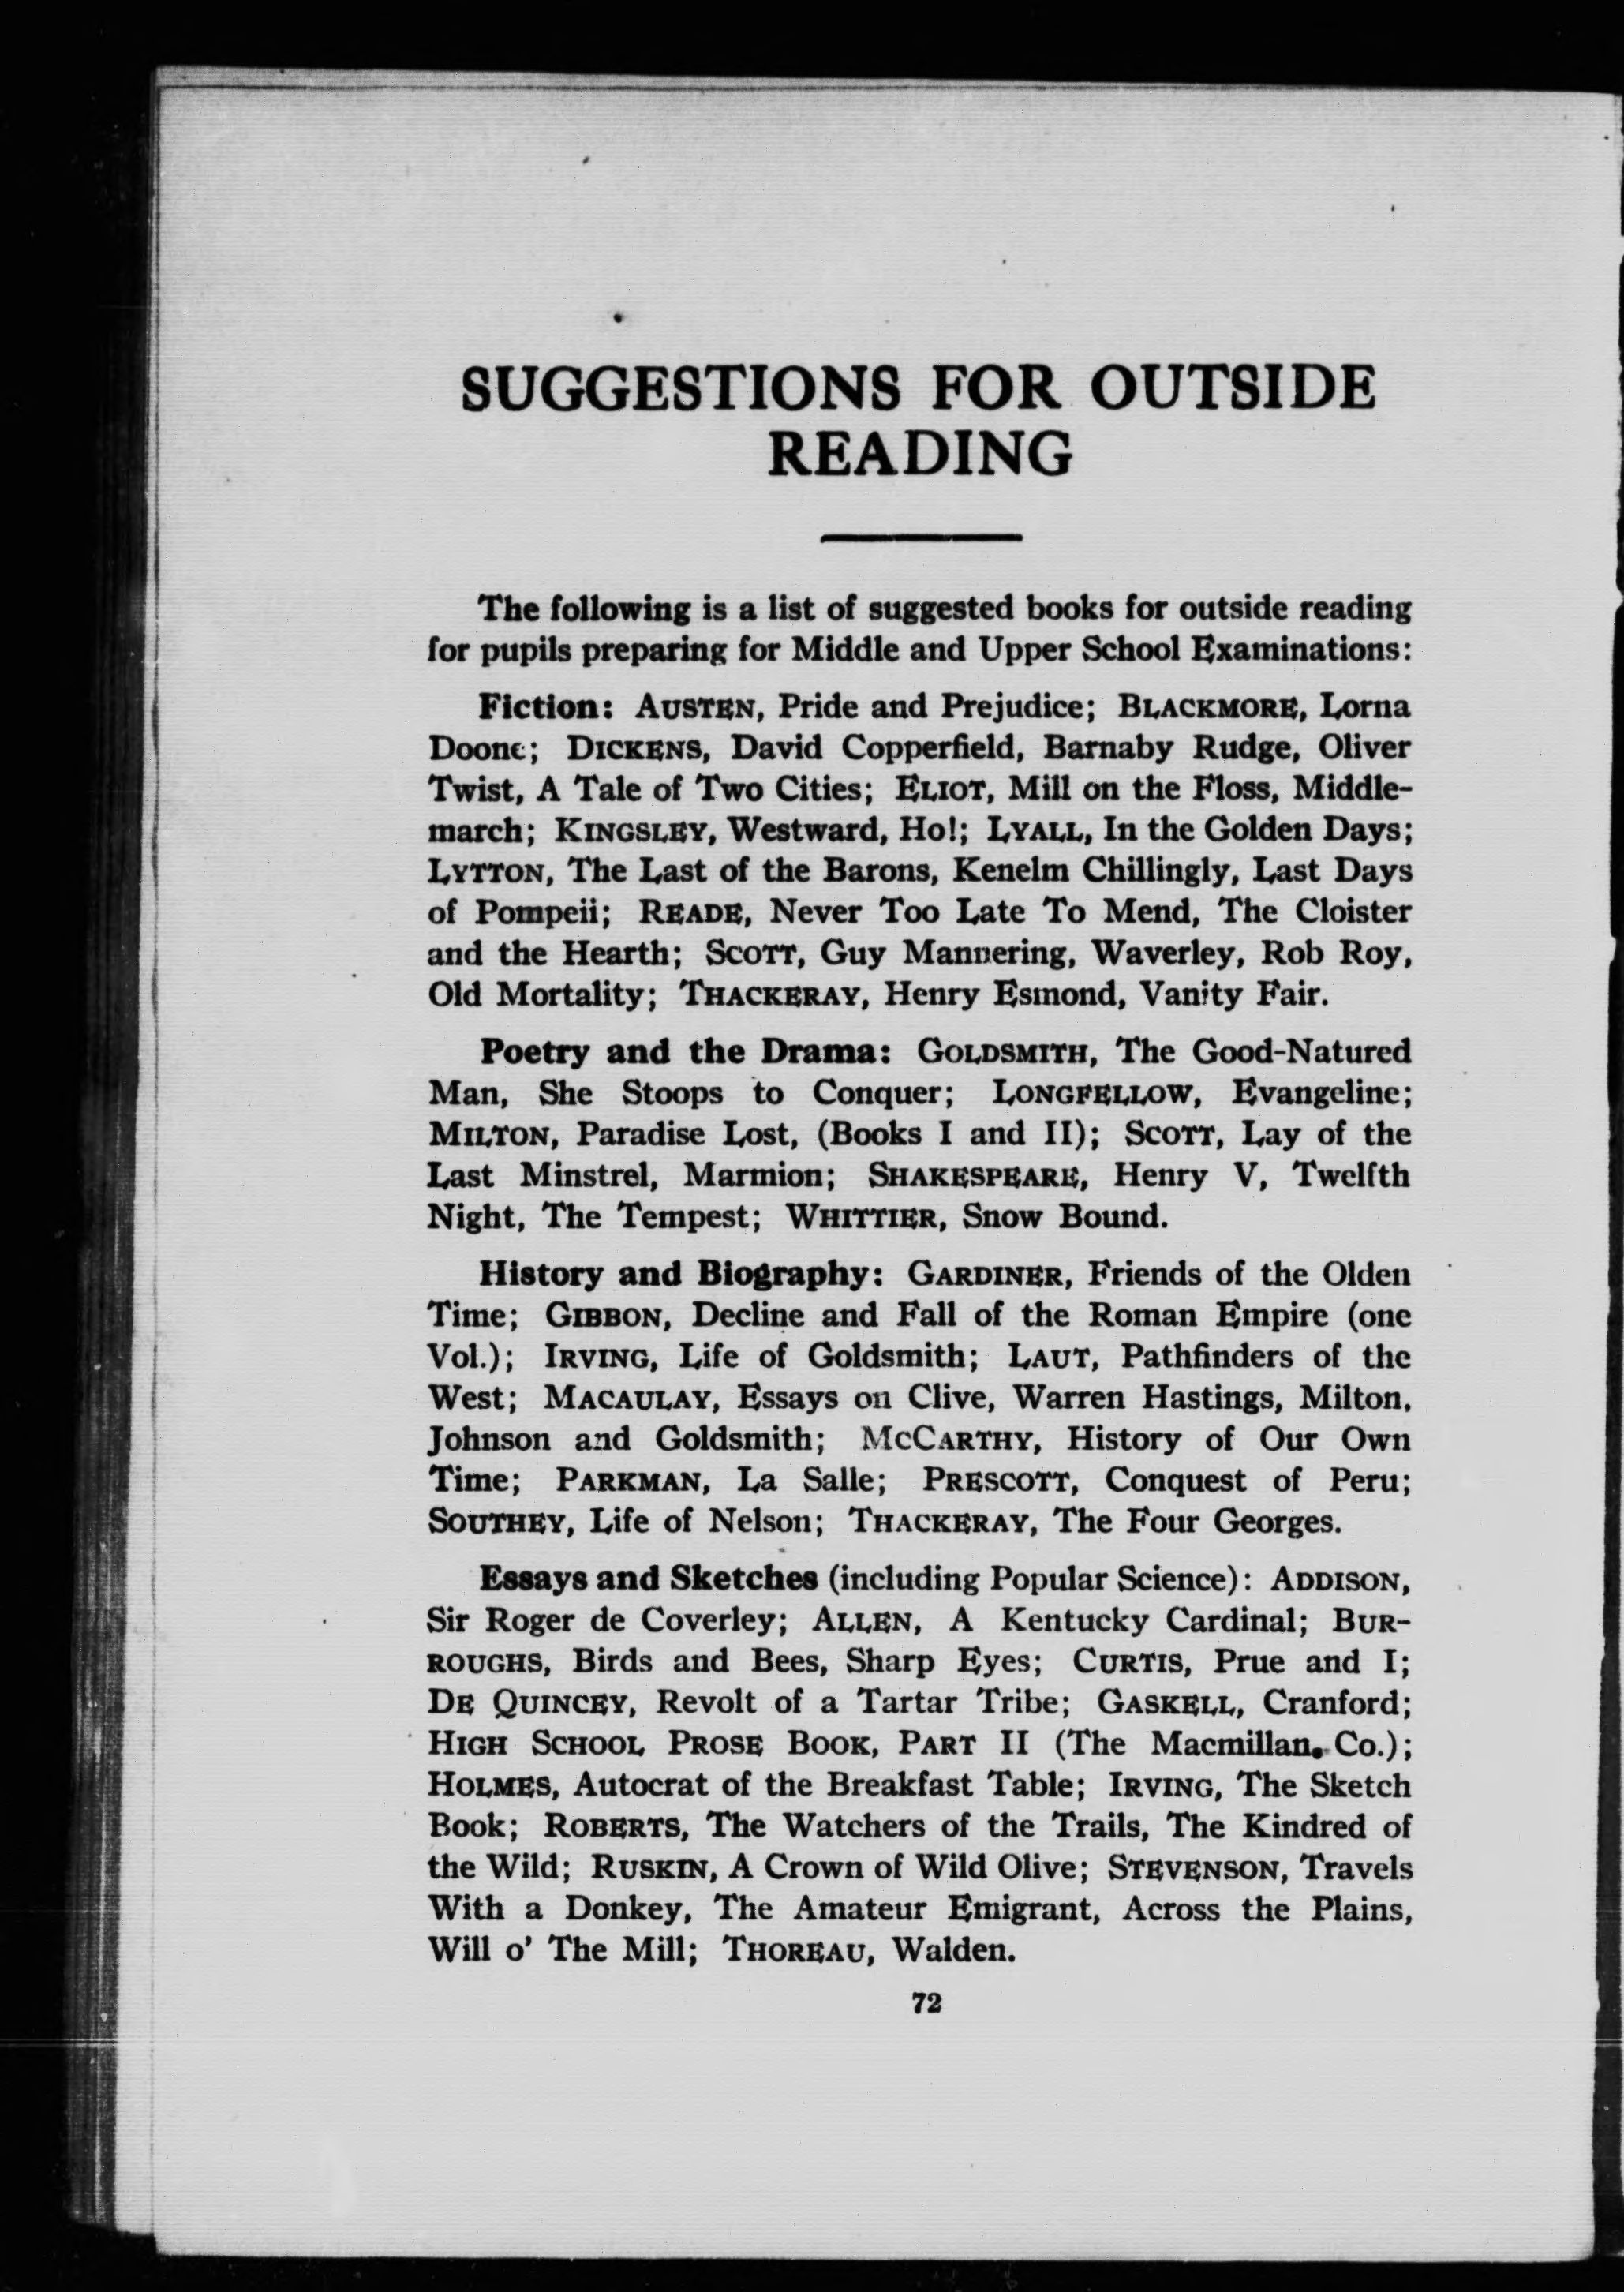 SUGGESTIONS FOR OUTSIDE
READING
The following is a list of suggested books for outside reading
for pupils preparing for Middle and Upper School Examinations:
Fiction: AUSTEN, Pride and Prejudice; BLACKMORE, Lorna
Doone; DICKENS, David Copperfield, Barnaby Rudge, Oliver
Twist, A Tale of Two Cities; ELIOT, Mill on the Floss, Middle-
march; KINGSLEY, Westward, Ho!; LYALL, In the Golden Days;
LYTTON, The Last of the Barons, Kenelm Chillingly, Last Days
of Pompeii; READE, Never Too Late To Mend, The Cloister
and the Hearth; SCOTT, Guy Mannering, Waverley, Rob Roy,
Old Mortality; THACKERAY, Henry Esmond, Vanity Fair.
Poetry and the Drama: GOLDSMITH, The Good-Natured
Man, She Stoops to Conquer; LONGFELLOW, Evangeline;
MILTON, Paradise Lost, (Books I and II); SCOTT, Lay of the
Last Minstrel, Marmion; SHAKESPEARE, Henry V, Twelfth
Night, The Tempest; WHITTIER, Snow Bound.
History and Biography: GARDINER, Friends of the Olden
Time; GIBBON, Decline and Fall of the Roman Empire (one
Vol.); IRVING, Life of Goldsmith; LAUT, Pathfinders of the
West; MACAULAY, Essays on Clive, Warren Hastings, Milton,
Johnson and Goldsmith; MCCARTHY, History of Our Own
Time; PARKMAN, La Salle; PRESCOTT, Conquest of Peru;
SOUTHEY, Life of Nelson; THACKERAY, The Four Georges.
Essays and Sketches (including Popular Science): ADDISON,
Sir Roger de Coverley; ALLEN, A Kentucky Cardinal; BUR-
ROUGHS, Birds and Bees, Sharp Eyes; CURTIS, Prue and I;
DE QUINCEY, Revolt of a Tartar Tribe; GASKELL, Cranford;
HIGH SCHOOL PROSE BOOK, PART II (The Macmillan. Co.);
HOLMES, Autocrat of the Breakfast Table; IRVING, The Sketch
Book; ROBERTS, The Watchers of the Trails, The Kindred of
the Wild; RUSKIN, A Crown of Wild Olive; STEVENSON, Travels
With a Donkey, The Amateur Emigrant, Across the Plains,
Will o' The Mill; THOREAU, Walden.
72